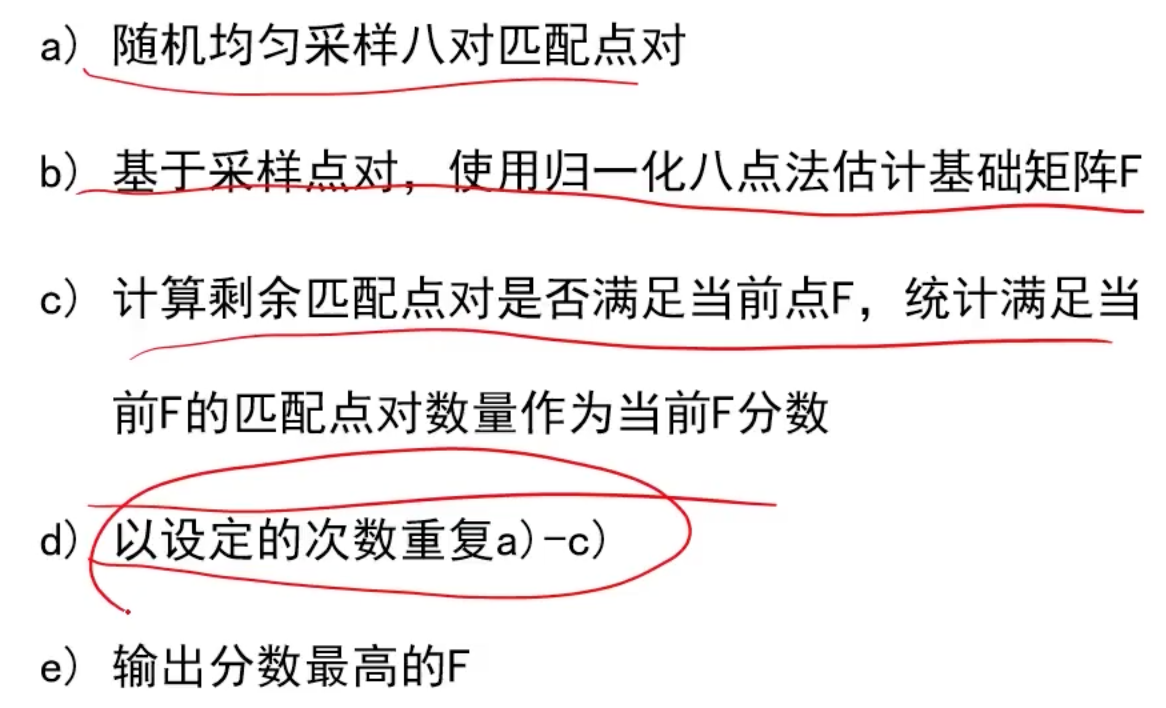 a) 随机均匀采样八对匹配点对
b) 基于采样点对，使用归一化八点法估计基础矩阵F
c) 计算剩余匹配点对是否满足当前点F，统计满足当
前F的匹配点对数量作为当前F分数
d) 以设定的次数重复a)-c)
e) 输出分数最高的F